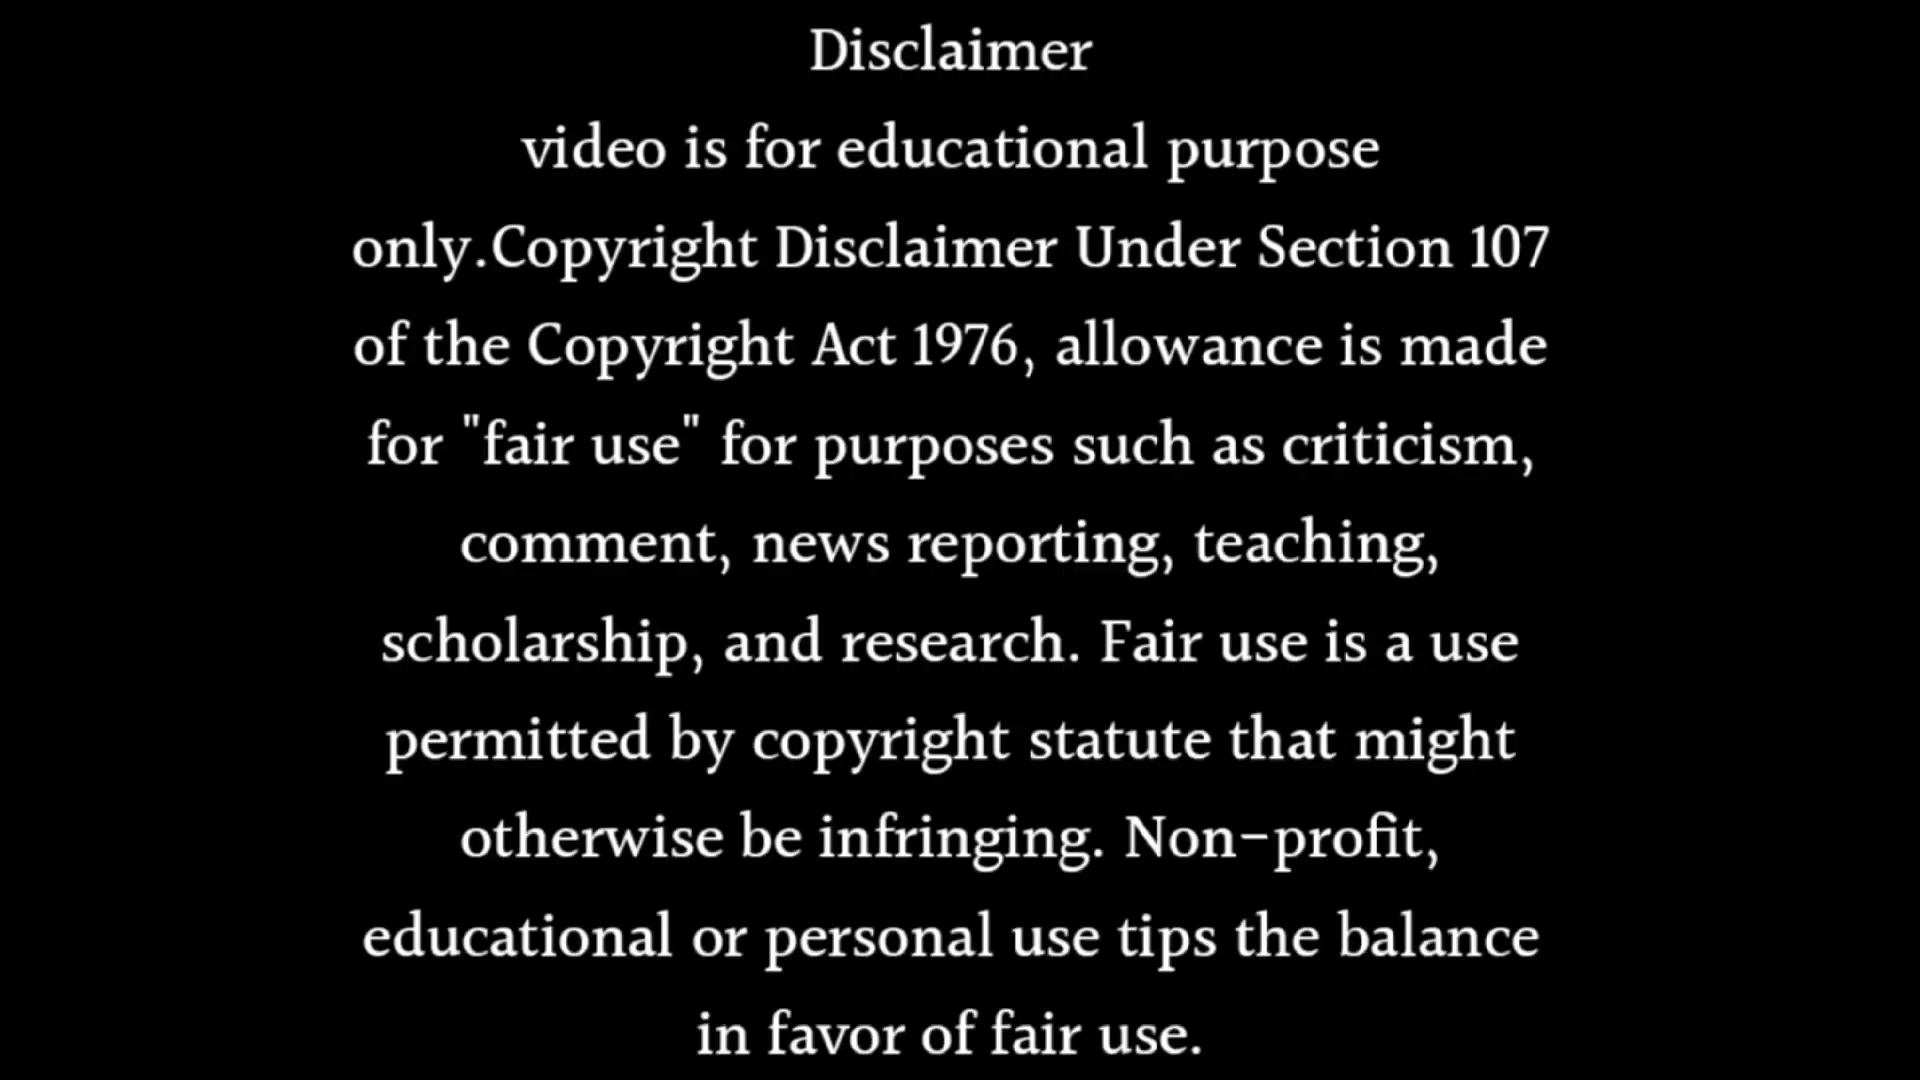 Disclaimer
video is for educational purpose
only.Copyright Disclaimer Under Section 107
of the Copyright Act 1976, allowance is made
for "fair use" for purposes such as criticism,
comment, news reporting, teaching,
scholarship, and research. Fair use is a use
permitted by copyright statute that might
otherwise be infringing. Non-profit,
educational or personal use tips the balance
in favor of fair use.